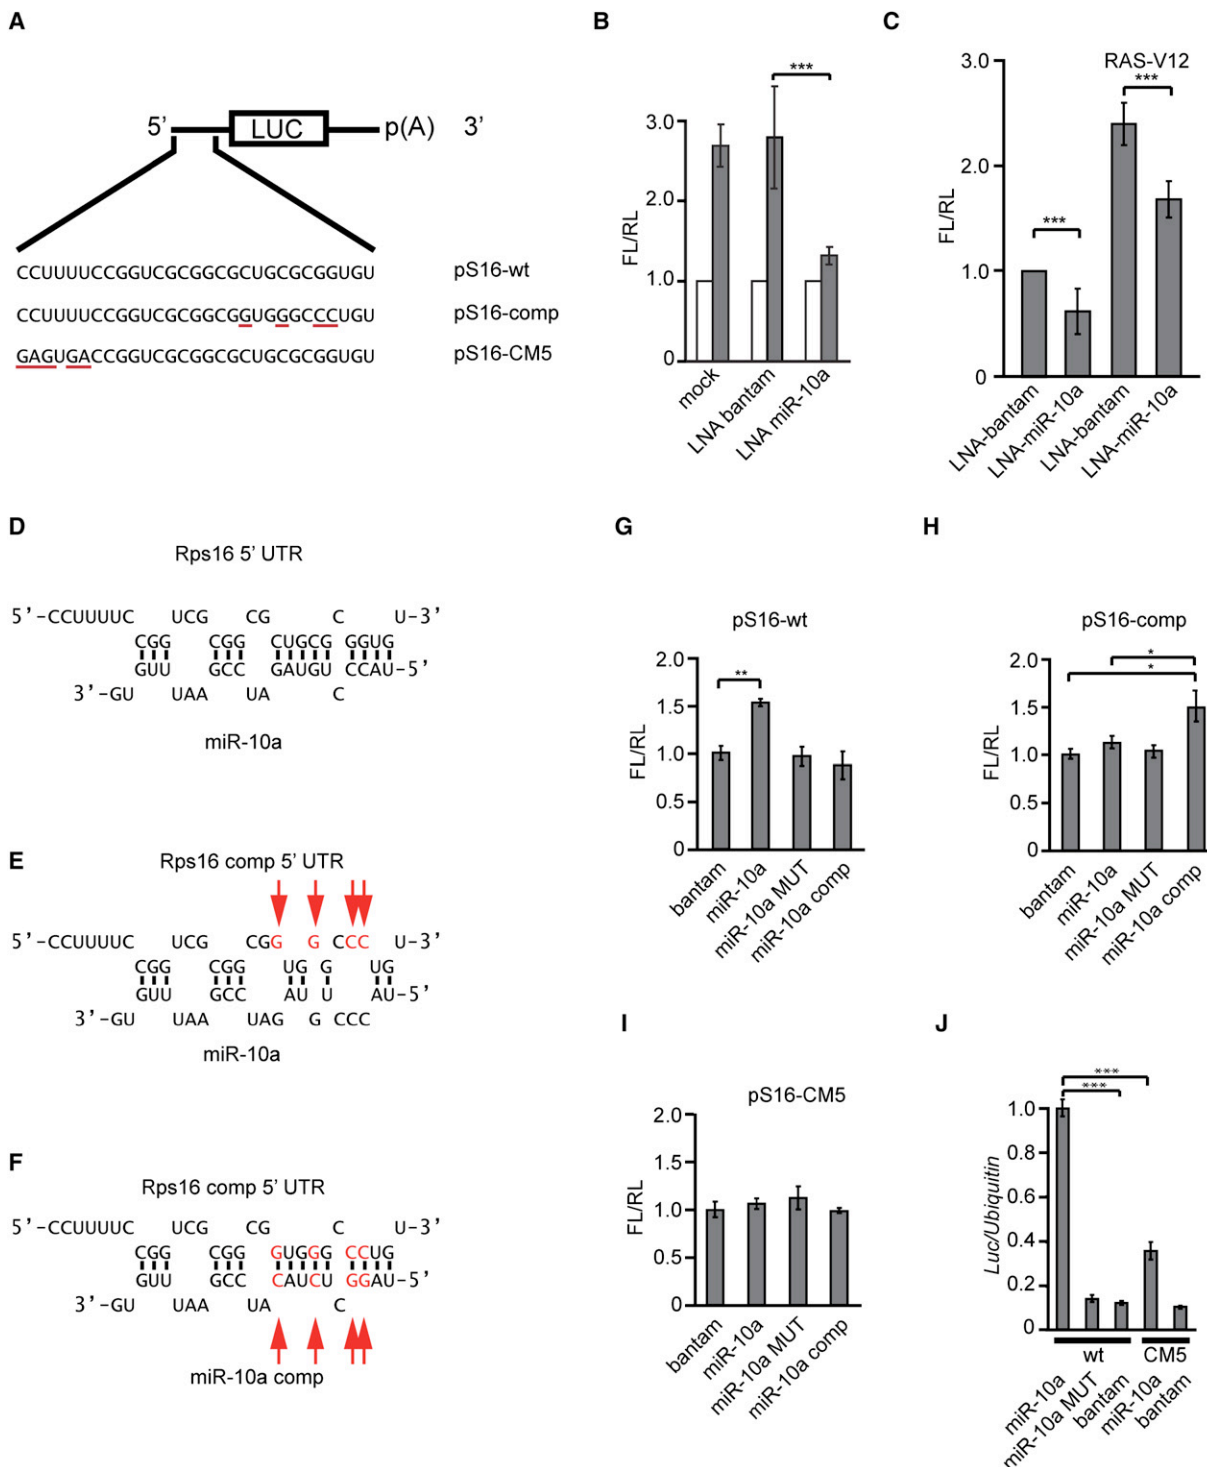 A
5' LUC p(A) 3'
CCUUUUCCGGUCGCGGCGCUGCGCGGUGU pS16-wt
CCUUUUCCGGUCGCGGCGGUGGGCCCUGU pS16-comp
GAGUGACCGGUCGCGGCGCUGCGCGGUGU pS16-CM5
B
***
FL/RL
3.0
2.0
1.0
0
mock
LNA bantam
LNA miR-10a
C
RAS-V12
***
***
FL/RL
3.0
2.0
1.0
0
LNA-bantam
LNA-miR-10a
LNA-bantam
LNA-miR-10a
D
Rps16 5' UTR
5'-CCUUUUC UCG CG C U-3'
CGG CGG CUGCG GGUG
GUU GCC GAUGU CCAU-5'
3'-GU UAA UA C
miR-10a
E
Rps16 comp 5' UTR
5'-CCUUUUC UCG CGG G CCC U-3'
CGG CGG UG G UG
GUU GCC AU U AU-5'
3'-GU UAA UAG G CCC
miR-10a
F
Rps16 comp 5' UTR
5'-CCUUUUC UCG CG C U-3'
CGG CGG GUGGG CCUG
GUU GCC CAUCU GGAU-5'
3'-GU UAA UA C
miR-10a comp
G
pS16-wt
**
FL/RL
2.0
1.5
1.0
0.5
0
bantam
miR-10a
miR-10a MUT
miR-10a comp
H
pS16-comp
*
*
FL/RL
2.0
1.5
1.0
0.5
0
bantam
miR-10a
miR-10a MUT
miR-10a comp
I
pS16-CM5
FL/RL
2.0
1.5
1.0
0.5
0
bantam
miR-10a
miR-10a MUT
miR-10a comp
J
***
***
Luc/Ubiquitin
1.0
0.8
0.6
0.4
0.2
0
wt CM5
miR-10a
miR-10a MUT
bantam
miR-10a
bantam